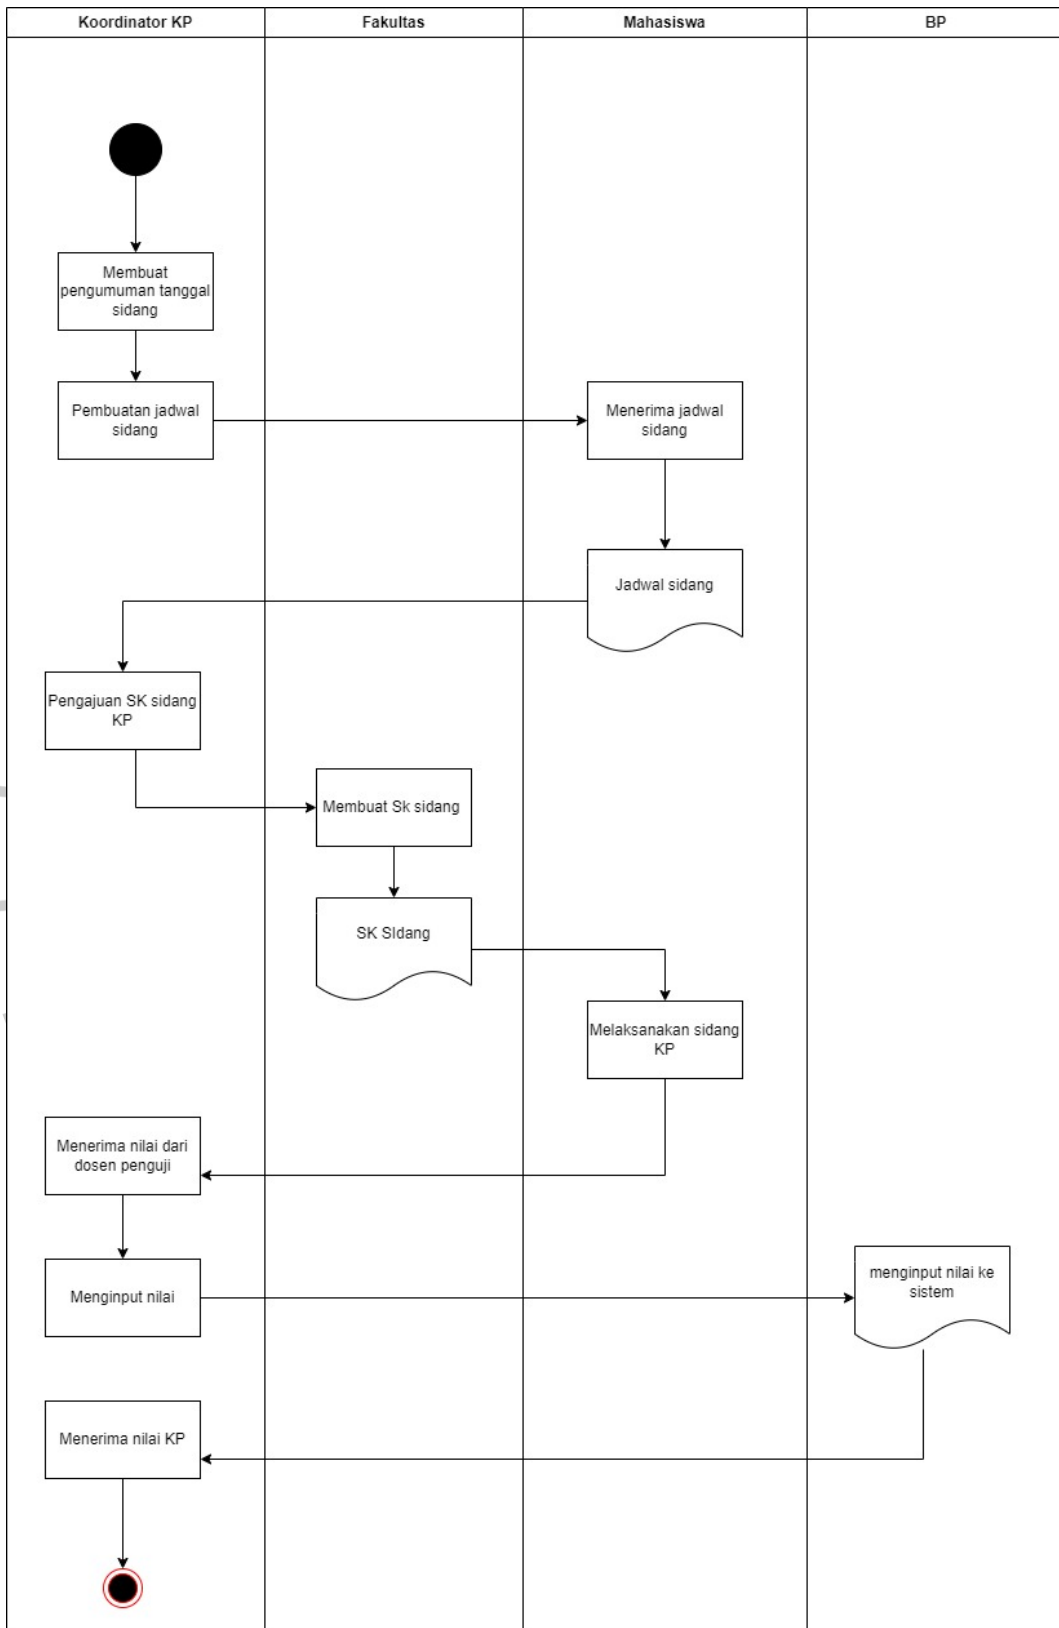 Koordinator KP
Fakultas
Mahasiswa
BP
Membuat
pengumuman tanggal
sidang
Pembuatan jadwal
sidang
Menerima jadwal
sidang
Jadwal sidang
Pengajuan SK sidang
KP
Membuat Sk sidang
SK SIdang
Melaksanakan sidang
KP
Menerima nilai dari
dosen penguji
Menginput nilai
menginput nilai ke
sistem
Menerima nilai KP